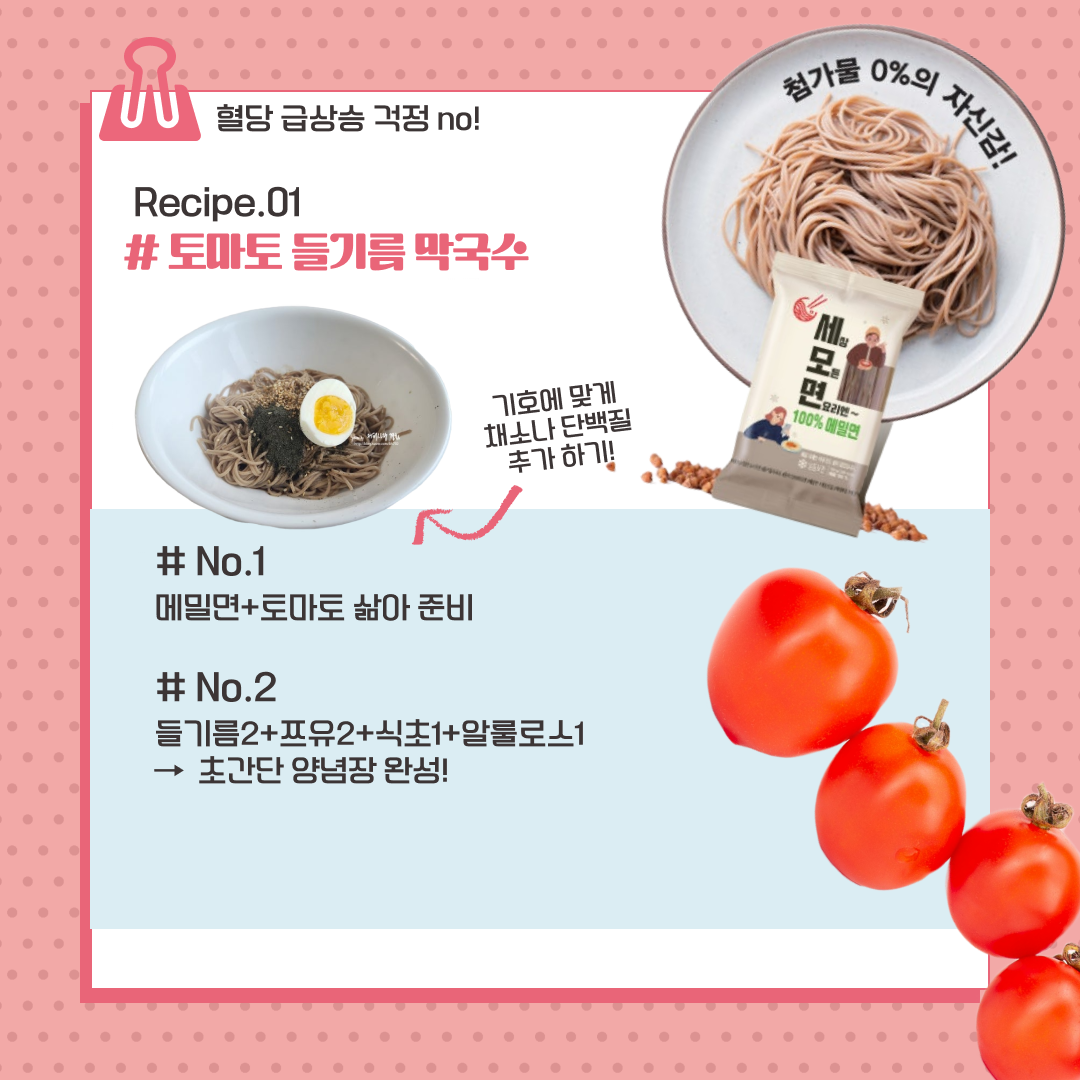 혈당 급상승 걱정 no!
첨가물 0%의 자신감!
Recipe.01
# 토마토 들기름 막국수
세상
모든
면요리엔~
100% 메밀면
기호에 맞게
채소나 단백질
추가 하기!
# No.1
메밀면+토마토 삶아 준비
# No.2
들기름2+쯔유2+식초1+알룰로스1
→ 초간단 양념장 완성!